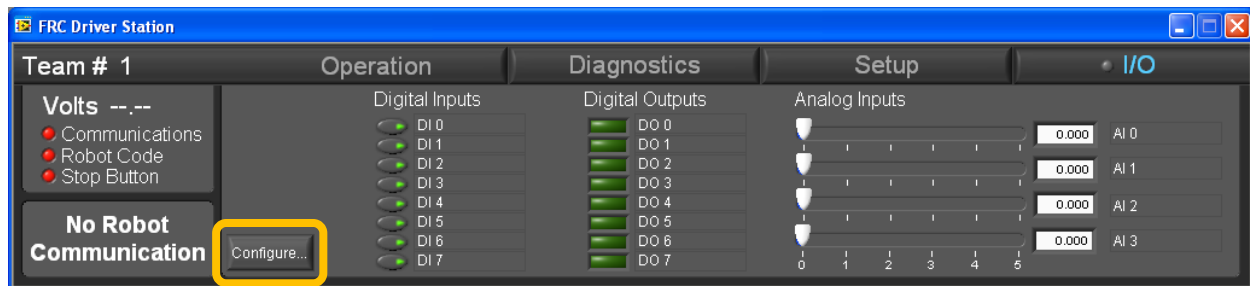 FRC Driver Station
Team # 1 Operation Diagnostics Setup I/O
Volts --.--
Communications
Robot Code
Stop Button
No Robot
Communication
Configure...
Digital Inputs
DI 0
DI 1
DI 2
DI 3
DI 4
DI 5
DI 6
DI 7
Digital Outputs
DO 0
DO 1
DO 2
DO 3
DO 4
DO 5
DO 6
DO 7
Analog Inputs
0.000 AI 0
0.000 AI 1
0.000 AI 2
0.000 AI 3
0 1 2 3 4 5